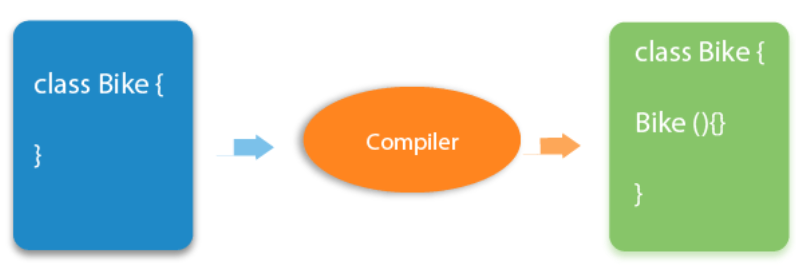 class Bike {
}
Compiler
class Bike {
Bike (){}
}